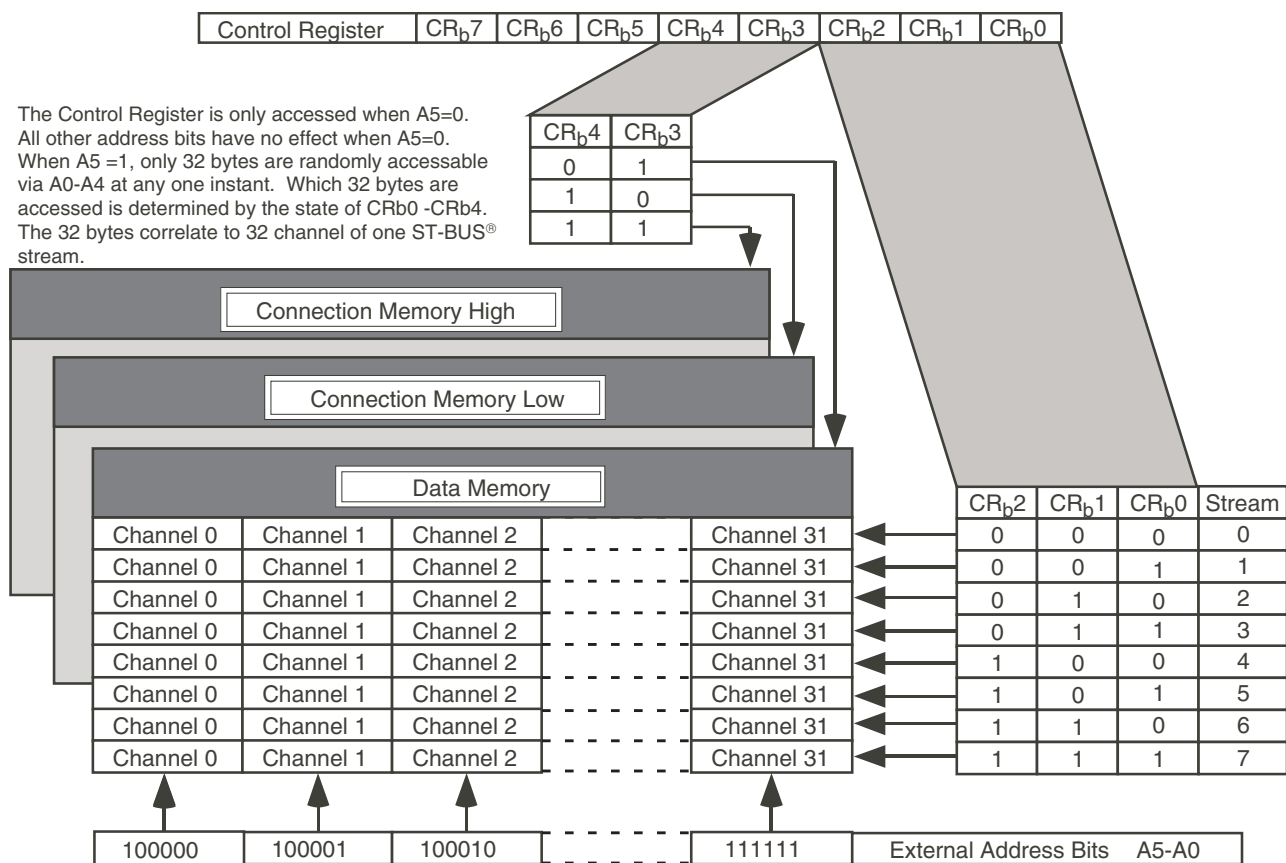 Control Register CRb7 CRb6 CRb5 CRb4 CRb3 CRb2 CRb1 CRb0
The Control Register is only accessed when A5=0.
All other address bits have no effect when A5=0.
When A5 =1, only 32 bytes are randomly accessable
via A0-A4 at any one instant. Which 32 bytes are
accessed is determined by the state of CRb0 -CRb4.
The 32 bytes correlate to 32 channel of one ST-BUS®
stream.
CRb4 CRb3
0 1
1 0
1 1
Connection Memory High
Connection Memory Low
Data Memory
CRb2 CRb1 CRb0 Stream
Channel 0 Channel 1 Channel 2 Channel 31 0 0 0 0
Channel 0 Channel 1 Channel 2 Channel 31 0 0 1 1
Channel 0 Channel 1 Channel 2 Channel 31 0 1 0 2
Channel 0 Channel 1 Channel 2 Channel 31 0 1 1 3
Channel 0 Channel 1 Channel 2 Channel 31 1 0 0 4
Channel 0 Channel 1 Channel 2 Channel 31 1 0 1 5
Channel 0 Channel 1 Channel 2 Channel 31 1 1 0 6
Channel 0 Channel 1 Channel 2 Channel 31 1 1 1 7
100000 100001 100010 111111 External Address Bits A5-A0